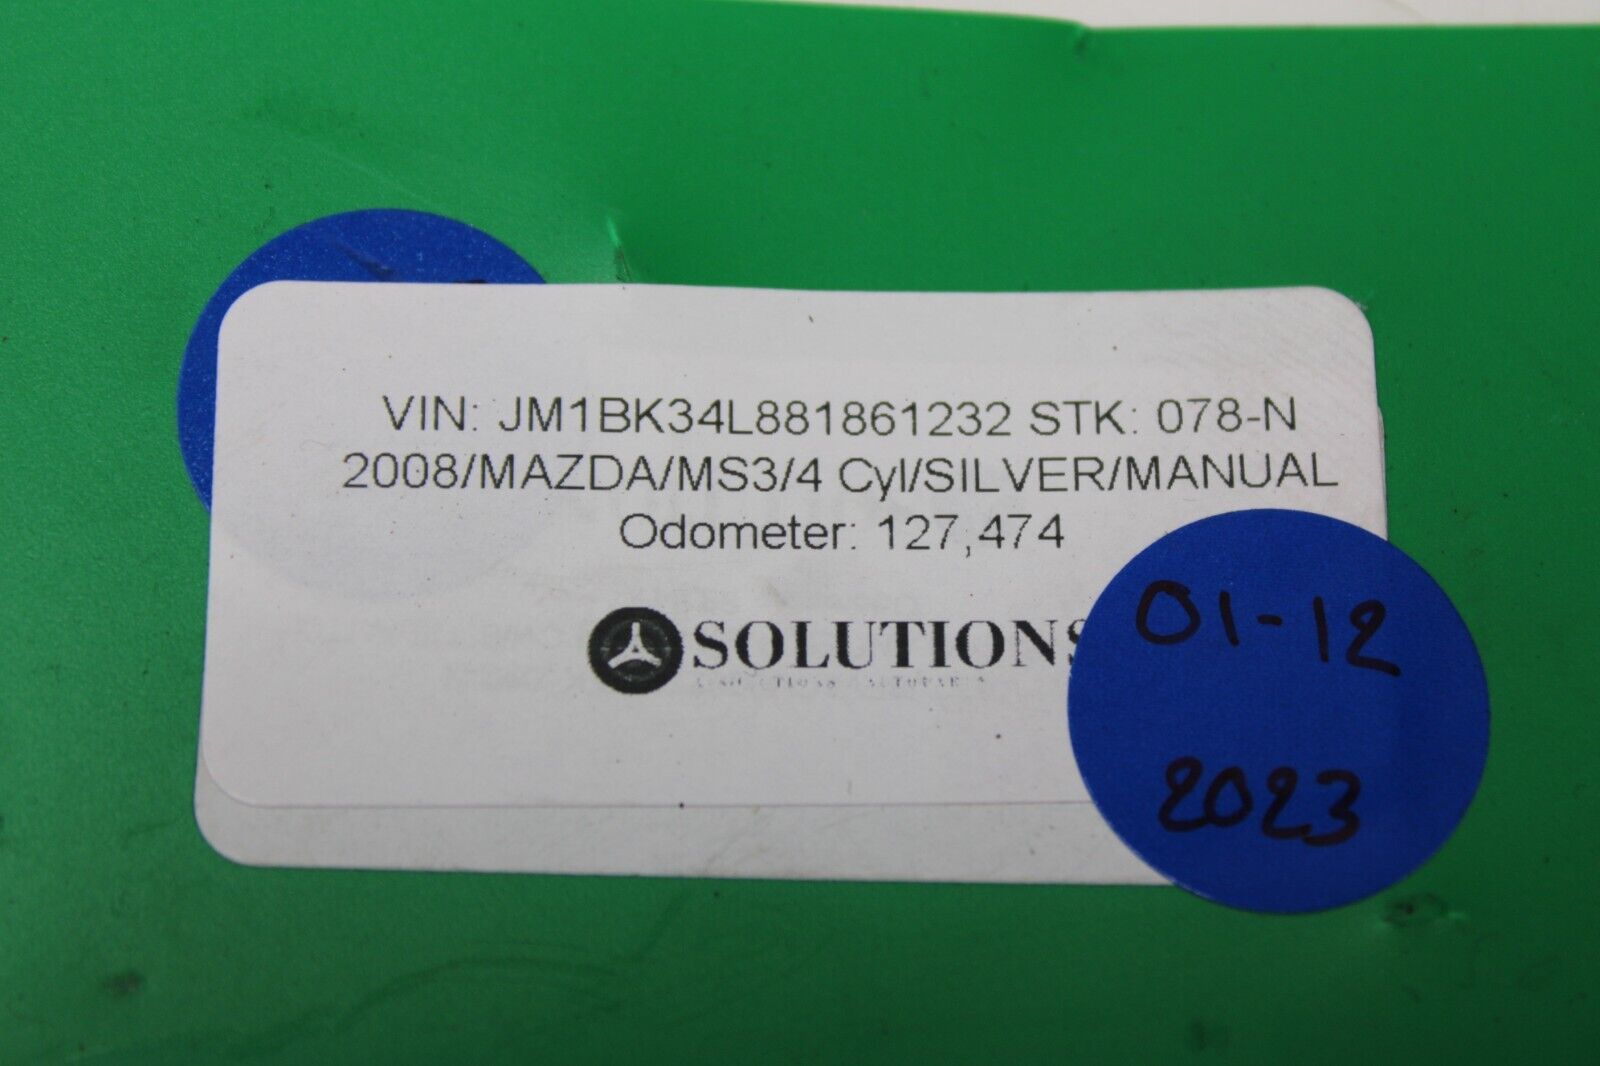 VIN: JM1BK34L881861232 STK: 078-N
2008/MAZDA/MS3/4 Cyl/SILVER/MANUAL
Odometer: 127,474
SOLUTIONS
01-12
2023